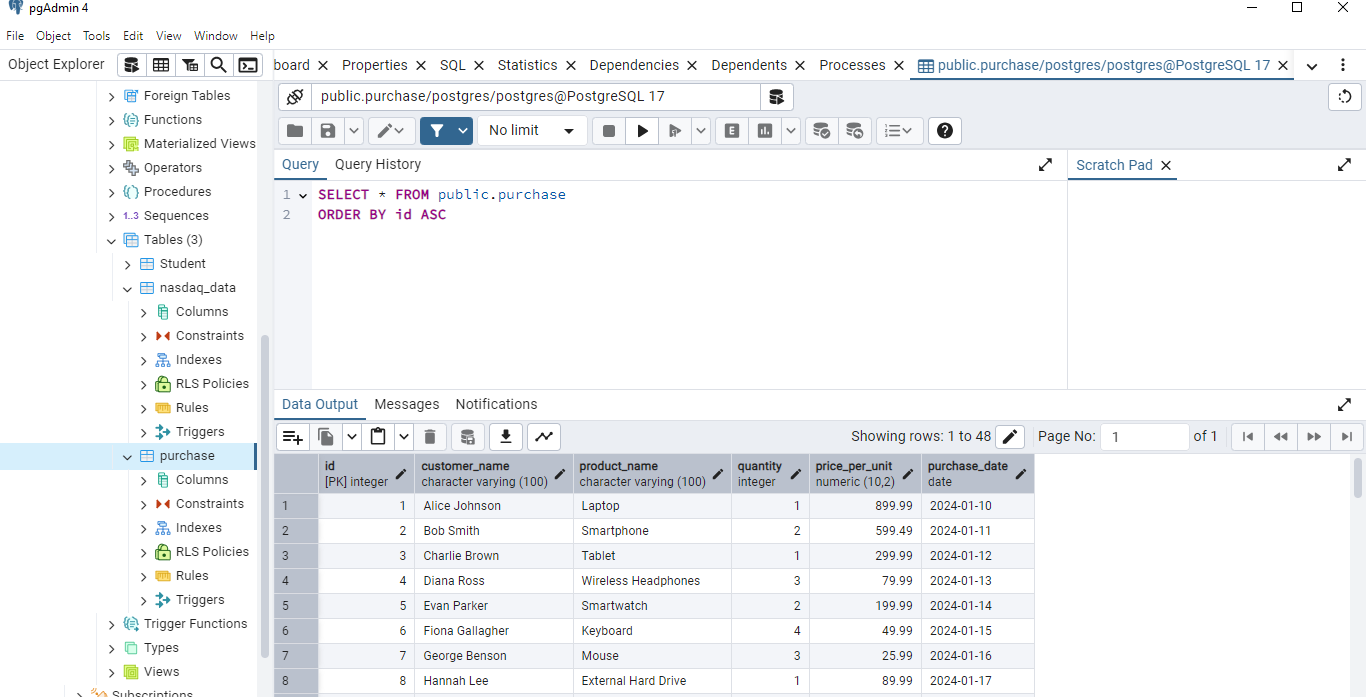 pgAdmin 4
File Object Tools Edit View Window Help
Object Explorer
board Properties SQL Statistics Dependencies Dependents Processes public.purchase/postgres/postgres@PostgreSQL 17
Foreign Tables
Functions
Materialized Views
Operators
Procedures
1..3 Sequences
Tables (3)
Student
nasdaq_data
Columns
Constraints
Indexes
RLS Policies
Rules
Triggers
purchase
Columns
Constraints
Indexes
RLS Policies
Rules
Triggers
Trigger Functions
Types
Views
Subscriptions
public.purchase/postgres/postgres@PostgreSQL 17
No limit
E
Query Query History
Scratch Pad
1 SELECT * FROM public.purchase
2 ORDER BY id ASC
Data Output Messages Notifications
Showing rows: 1 to 48 Page No: 1 of 1
id customer_name product_name quantity price_per_unit purchase_date
[PK] integer character varying (100) character varying (100) integer numeric (10,2) date
1 1 Alice Johnson Laptop 1 899.99 2024-01-10
2 2 Bob Smith Smartphone 2 599.49 2024-01-11
3 3 Charlie Brown Tablet 1 299.99 2024-01-12
4 4 Diana Ross Wireless Headphones 3 79.99 2024-01-13
5 5 Evan Parker Smartwatch 2 199.99 2024-01-14
6 6 Fiona Gallagher Keyboard 4 49.99 2024-01-15
7 7 George Benson Mouse 3 25.99 2024-01-16
8 8 Hannah Lee External Hard Drive 1 89.99 2024-01-17